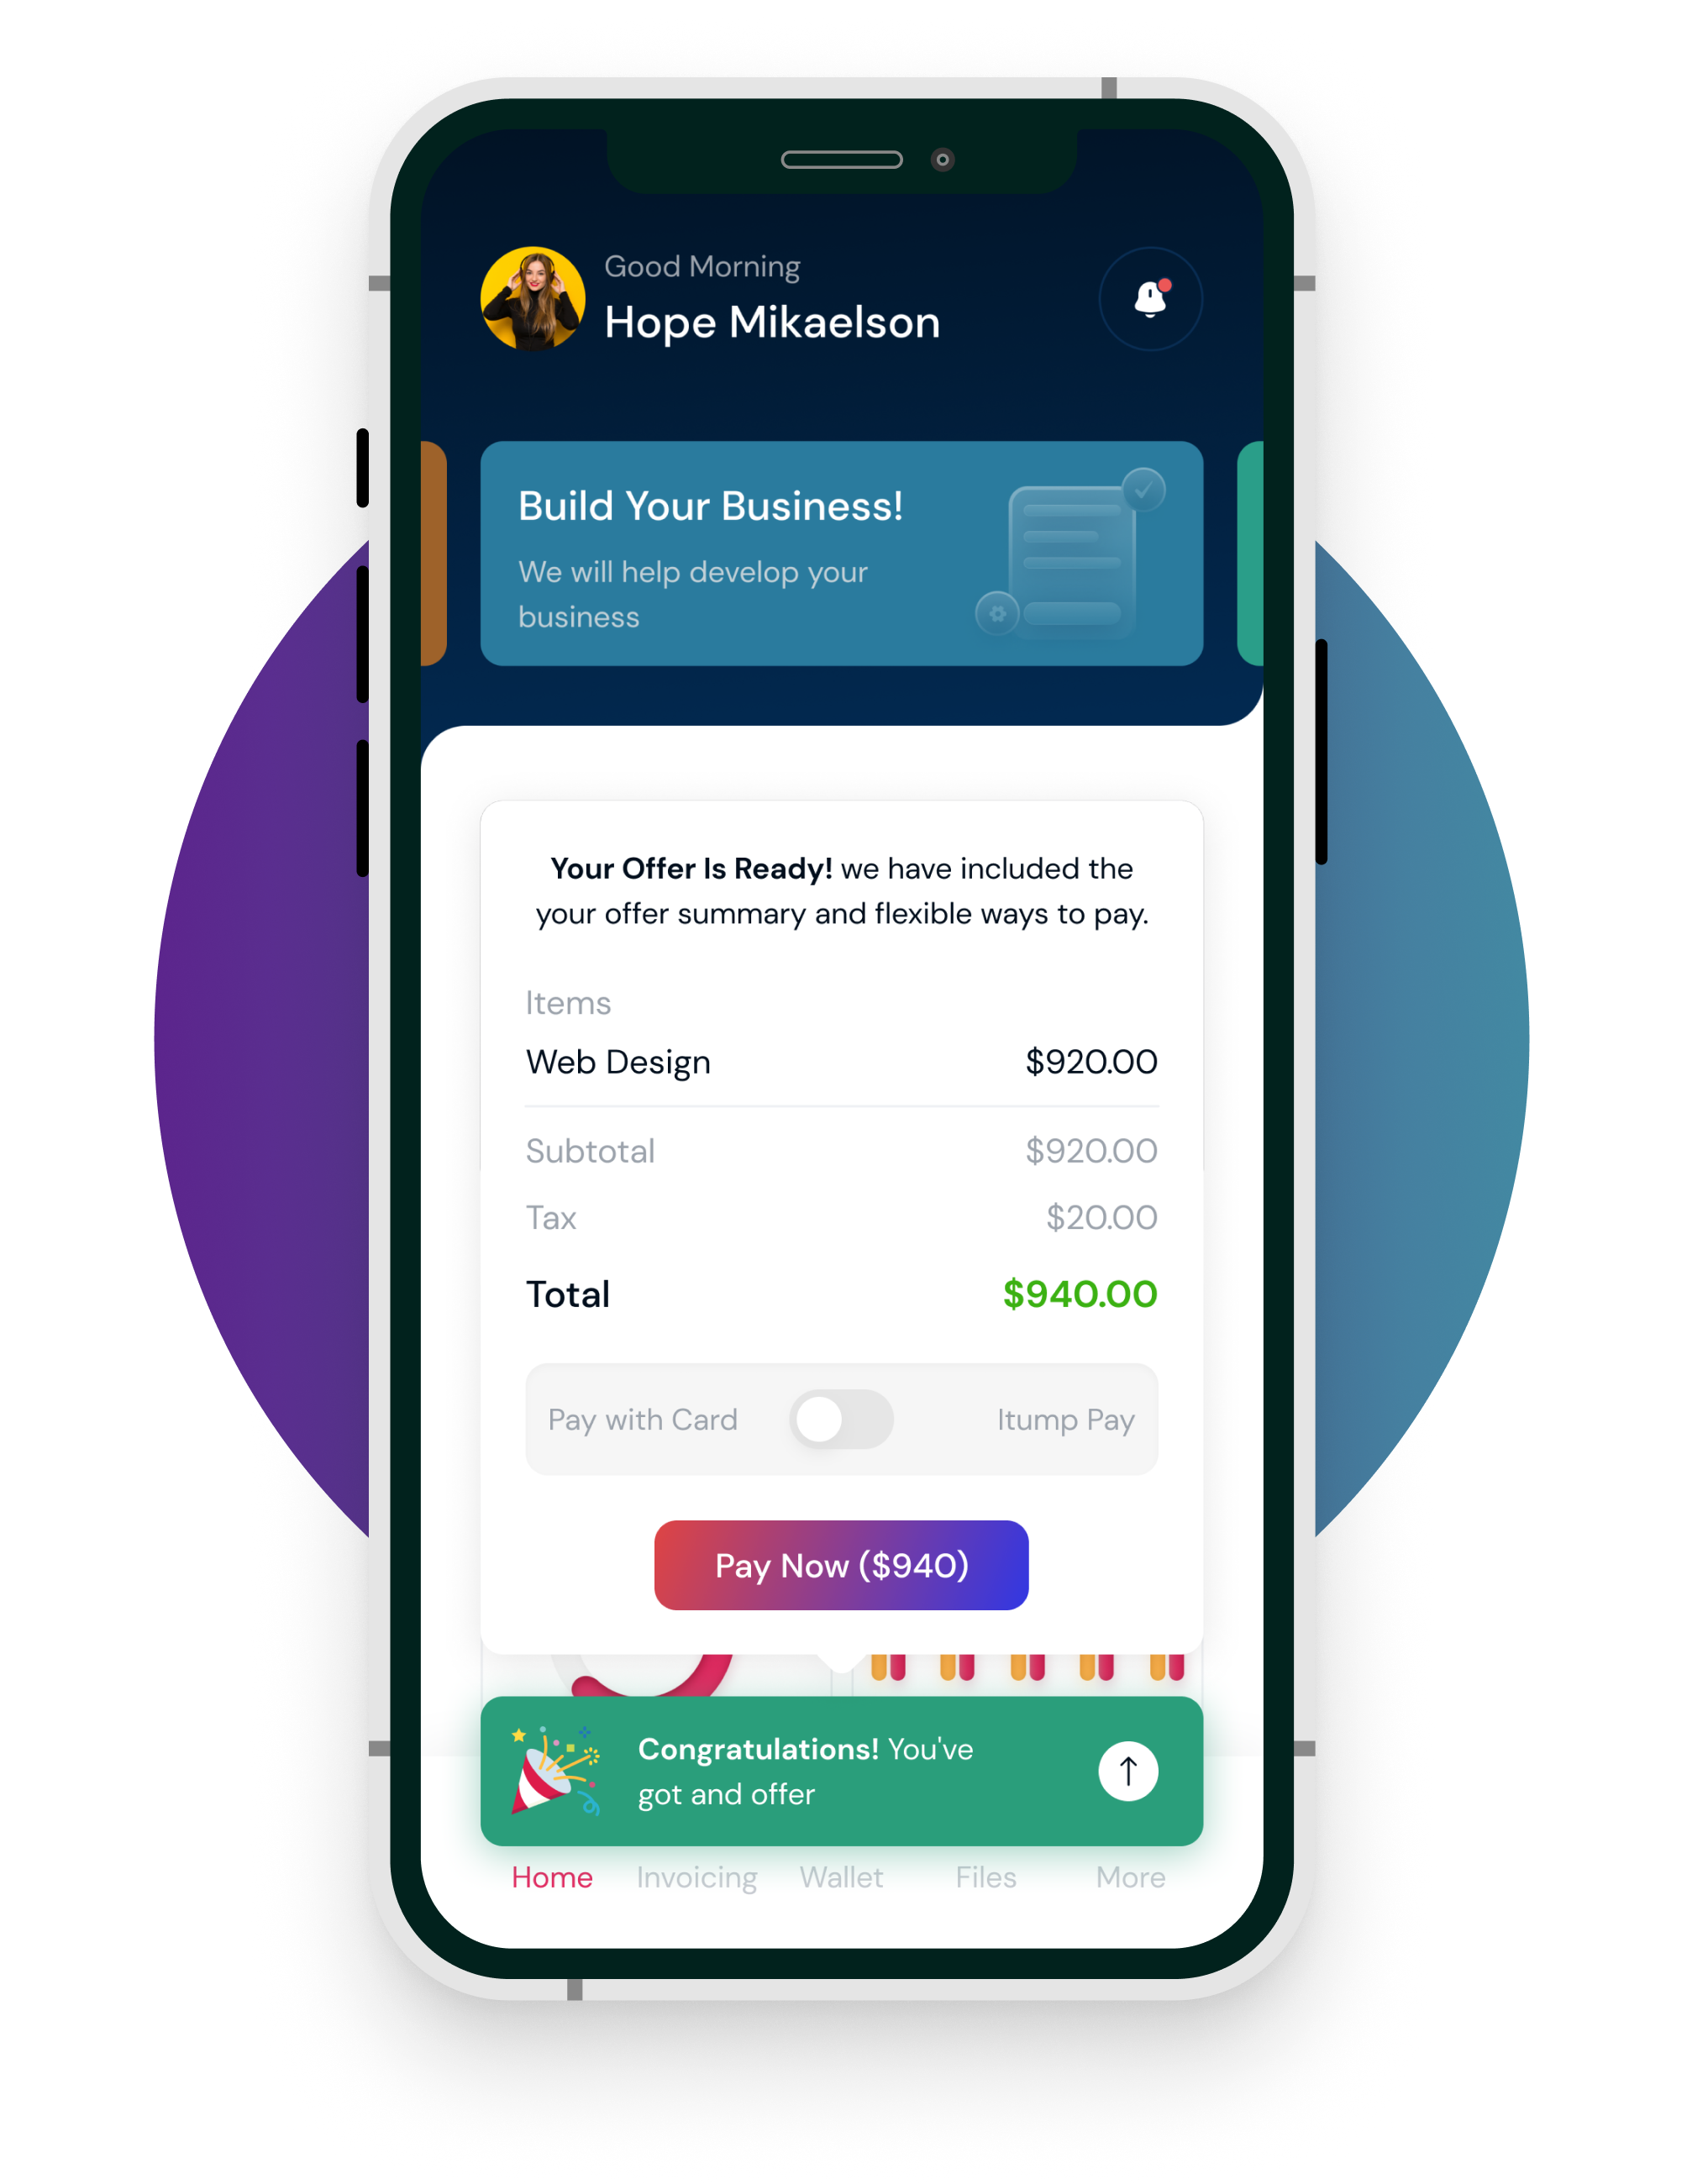 Good Morning
Hope Mikaelson
Build Your Business!
We will help develop your
business
Your Offer Is Ready! we have included the
your offer summary and flexible ways to pay.
Items
Web Design $920.00
Subtotal $920.00
Tax $20.00
Total $940.00
Pay with Card Itump Pay
Pay Now ($940)
Congratulations! You've
got and offer
Home Invoicing Wallet Files More